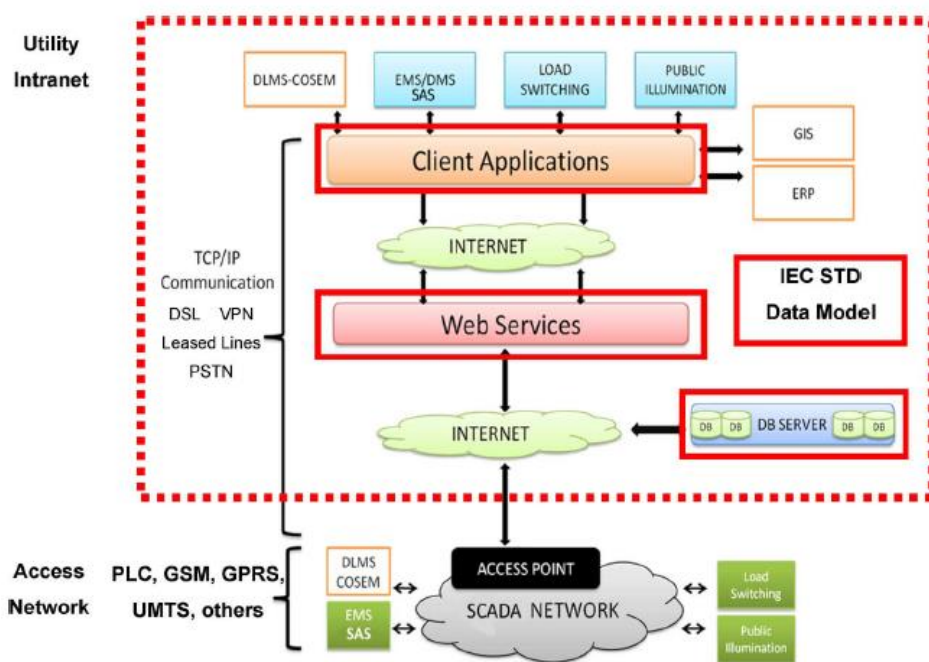 Utility
Intranet
DLMS-COSEM
EMS/DMS
SAS
LOAD
SWITCHING
PUBLIC
ILLUMINATION
Client Applications
GIS
ERP
INTERNET
TCP/IP
Communication
DSL VPN
Leased Lines
PSTN
IEC STD
Data Model
Web Services
INTERNET
DB DB DB SERVER DB DB
Access
Network
PLC, GSM, GPRS,
UMTS, others
DLMS
COSEM
EMS
SAS
ACCESS POINT
SCADA NETWORK
Load
Switching
Public
Illumination